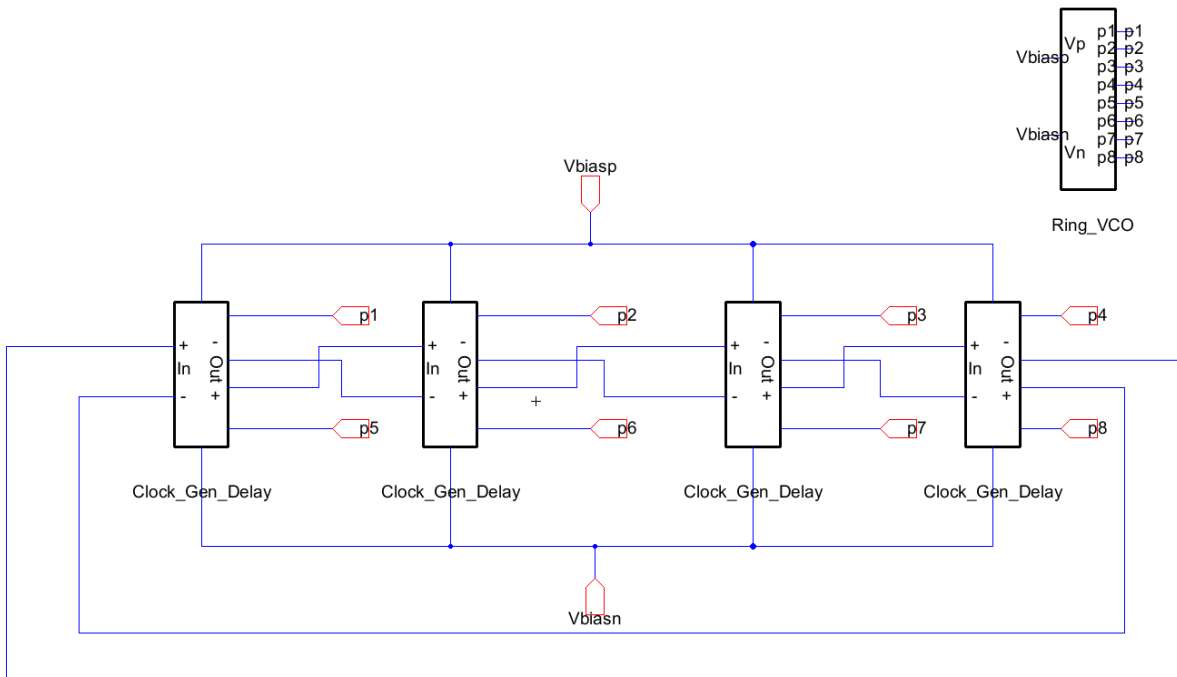 p1 p1
Vp p2 p2
Vbiasp p3 p3
p4 p4
p5 p5
p6 p6
Vbiasn p7 p7
Vn p8 p8
Ring_VCO
Vbiasp
p1 p2 p3 p4
+ - + - + - + -
In Out In Out In Out In Out
- + - + - + - +
p5 p6 p7 p8
Clock_Gen_Delay Clock_Gen_Delay Clock_Gen_Delay Clock_Gen_Delay
Vbiasn